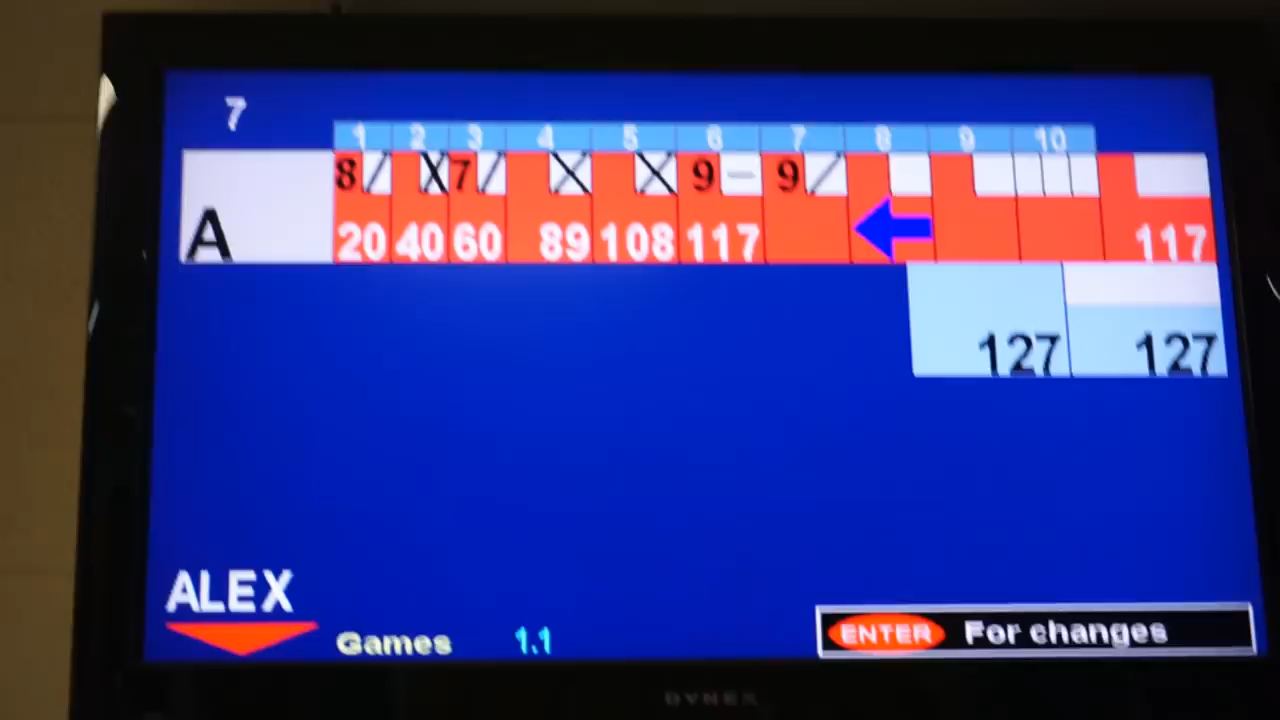 7
1 2 3 4 5 6 7 8 9 10
8/ X 7/ X X 9- 9/
A 20 40 60 89 108 117 117
127 127
ALEX
Games 1.1 ENTER For changes
DYNEX